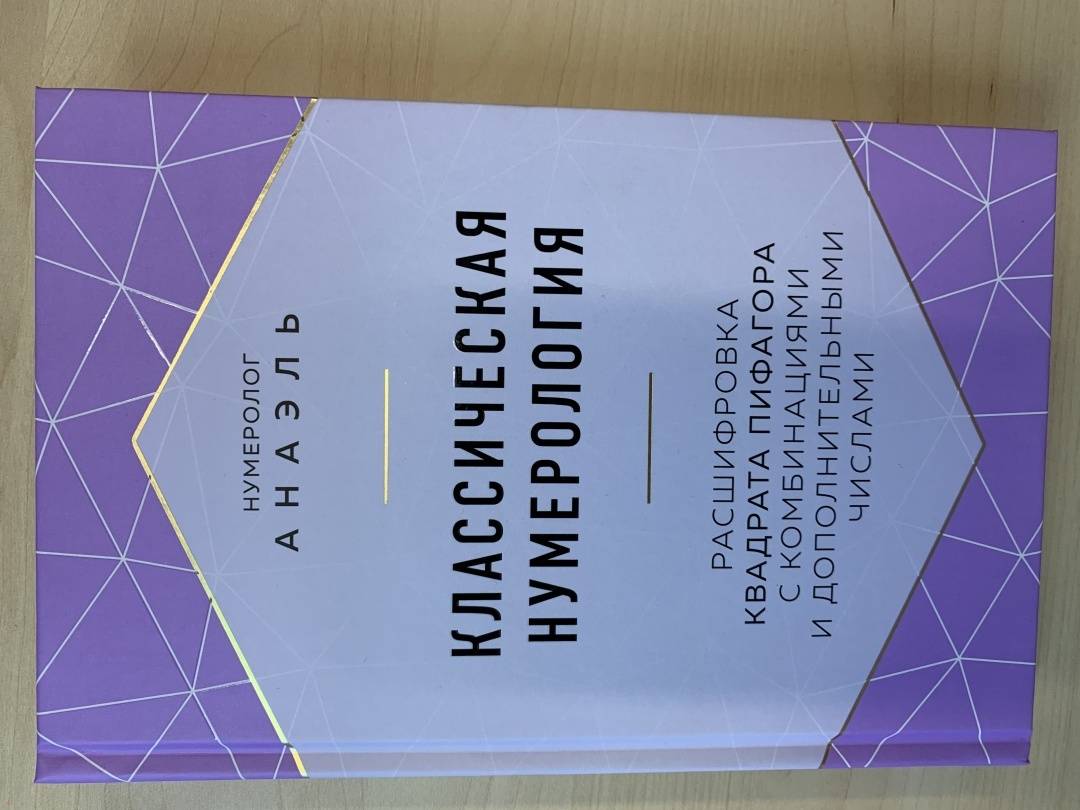 НУМЕРОЛОГ
АНАЭЛЬ
КЛАССИЧЕСКАЯ
НУМЕРОЛОГИЯ
РАСШИФРОВКА
КВАДРАТА ПИФАГОРА
С КОМБИНАЦИЯМИ
И ДОПОЛНИТЕЛЬНЫМИ
ЧИСЛАМИ